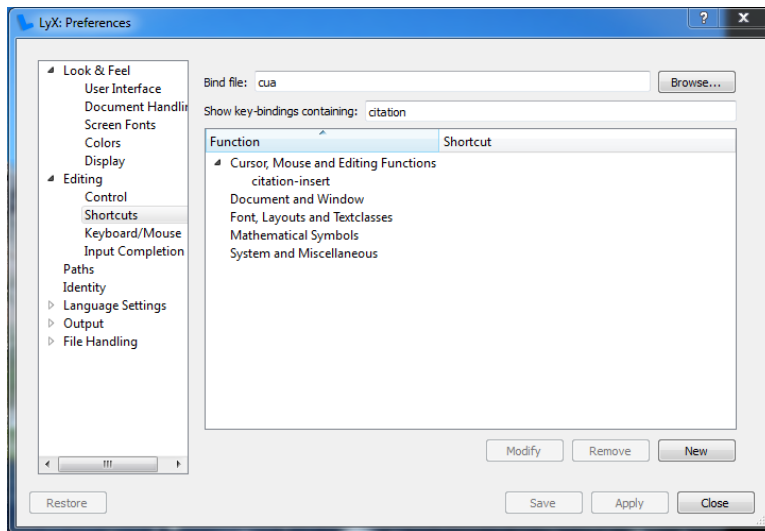 LyX: Preferences
Look & Feel
User Interface
Document Handlin
Screen Fonts
Colors
Display
Editing
Control
Shortcuts
Keyboard/Mouse
Input Completion
Paths
Identity
Language Settings
Output
File Handling
Bind file: cua Browse...
Show key-bindings containing: citation
Function Shortcut
Cursor, Mouse and Editing Functions
citation-insert
Document and Window
Font, Layouts and Textclasses
Mathematical Symbols
System and Miscellaneous
Modify Remove New
Restore Save Apply Close